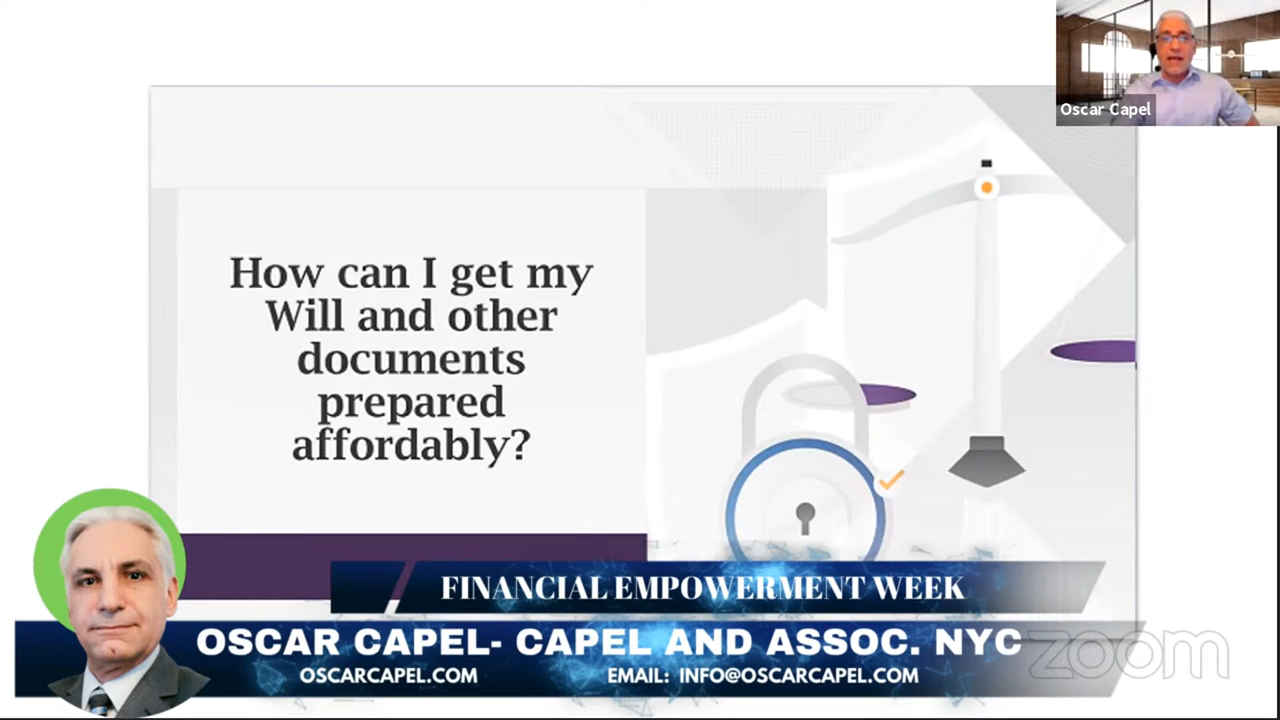 Oscar Capel
How can I get my
Will and other
documents
prepared
affordably?
FINANCIAL EMPOWERMENT WEEK
OSCAR CAPEL- CAPEL AND ASSOC. NYC
OSCARCAPEL.COM
EMAIL: INFO@OSCARCAPEL.COM
zoom